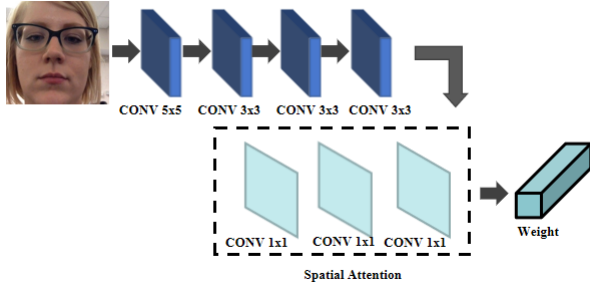 CONV 5x5 CONV 3x3 CONV 3x3 CONV 3x3
CONV 1x1 CONV 1x1 CONV 1x1
Weight
Spatial Attention